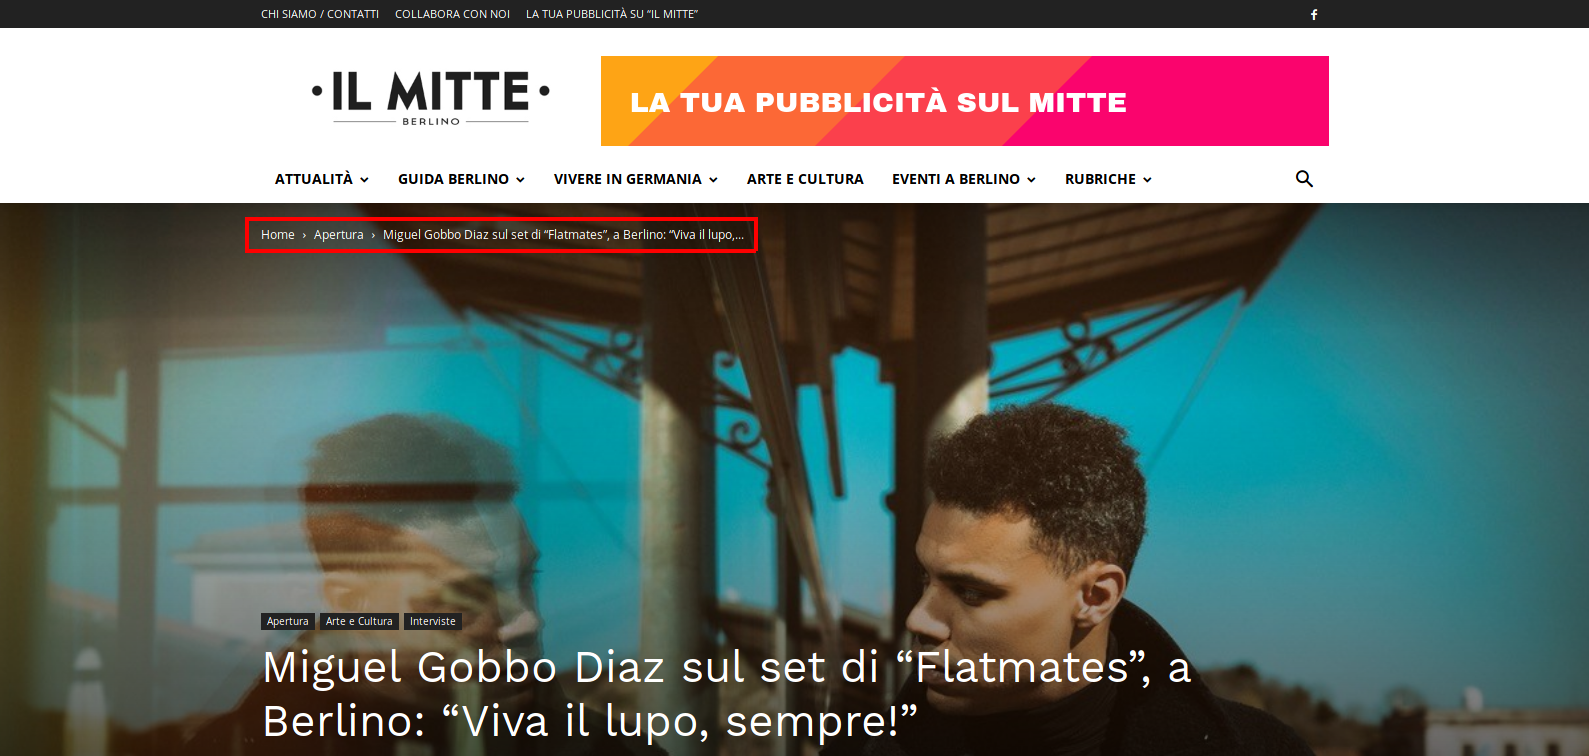 CHI SIAMO / CONTATTI COLLABORA CON NOI LA TUA PUBBLICITÀ SU “IL MITTE”
· IL MITTE ·
BERLINO
LA TUA PUBBLICITÀ SUL MITTE
ATTUALITÀ GUIDA BERLINO VIVERE IN GERMANIA ARTE E CULTURA EVENTI A BERLINO RUBRICHE
Home › Apertura › Miguel Gobbo Diaz sul set di “Flatmates”, a Berlino: “Viva il lupo,...
Apertura Arte e Cultura Interviste
Miguel Gobbo Diaz sul set di “Flatmates”, a
Berlino: “Viva il lupo, sempre!”